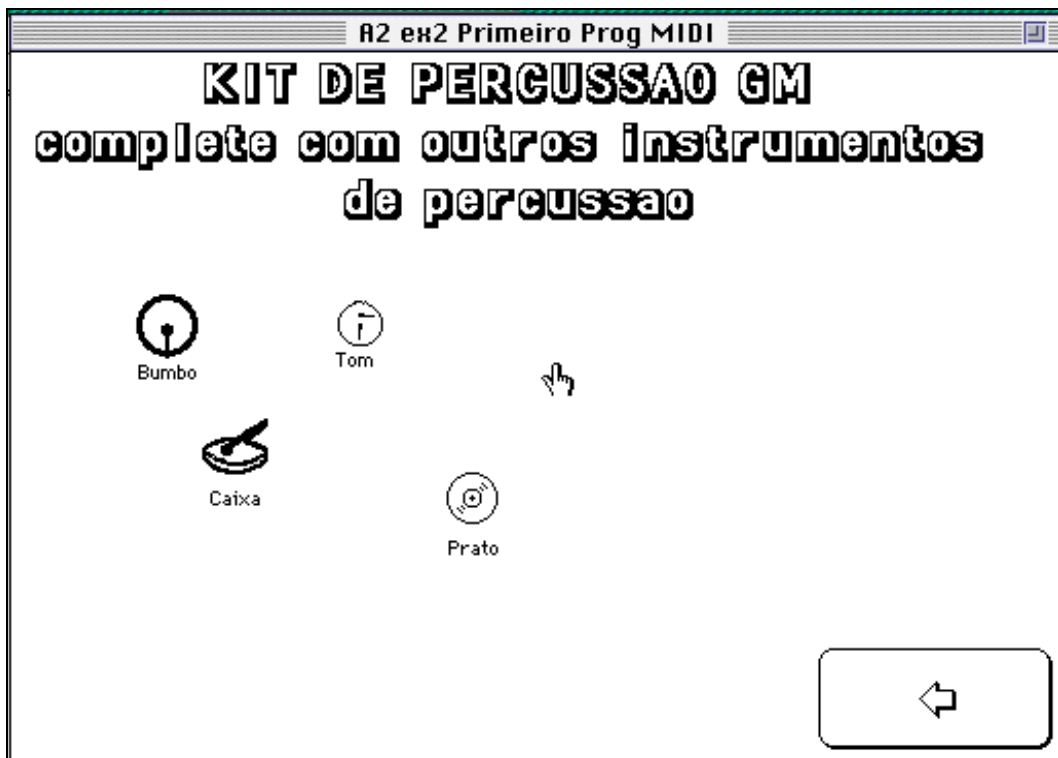 A2 ex2 Primeiro Prog MIDI
KIT DE PERCUSSAO GM
complete com outros instrumentos
de percussao
Bumbo
Tom
Caixa
Prato